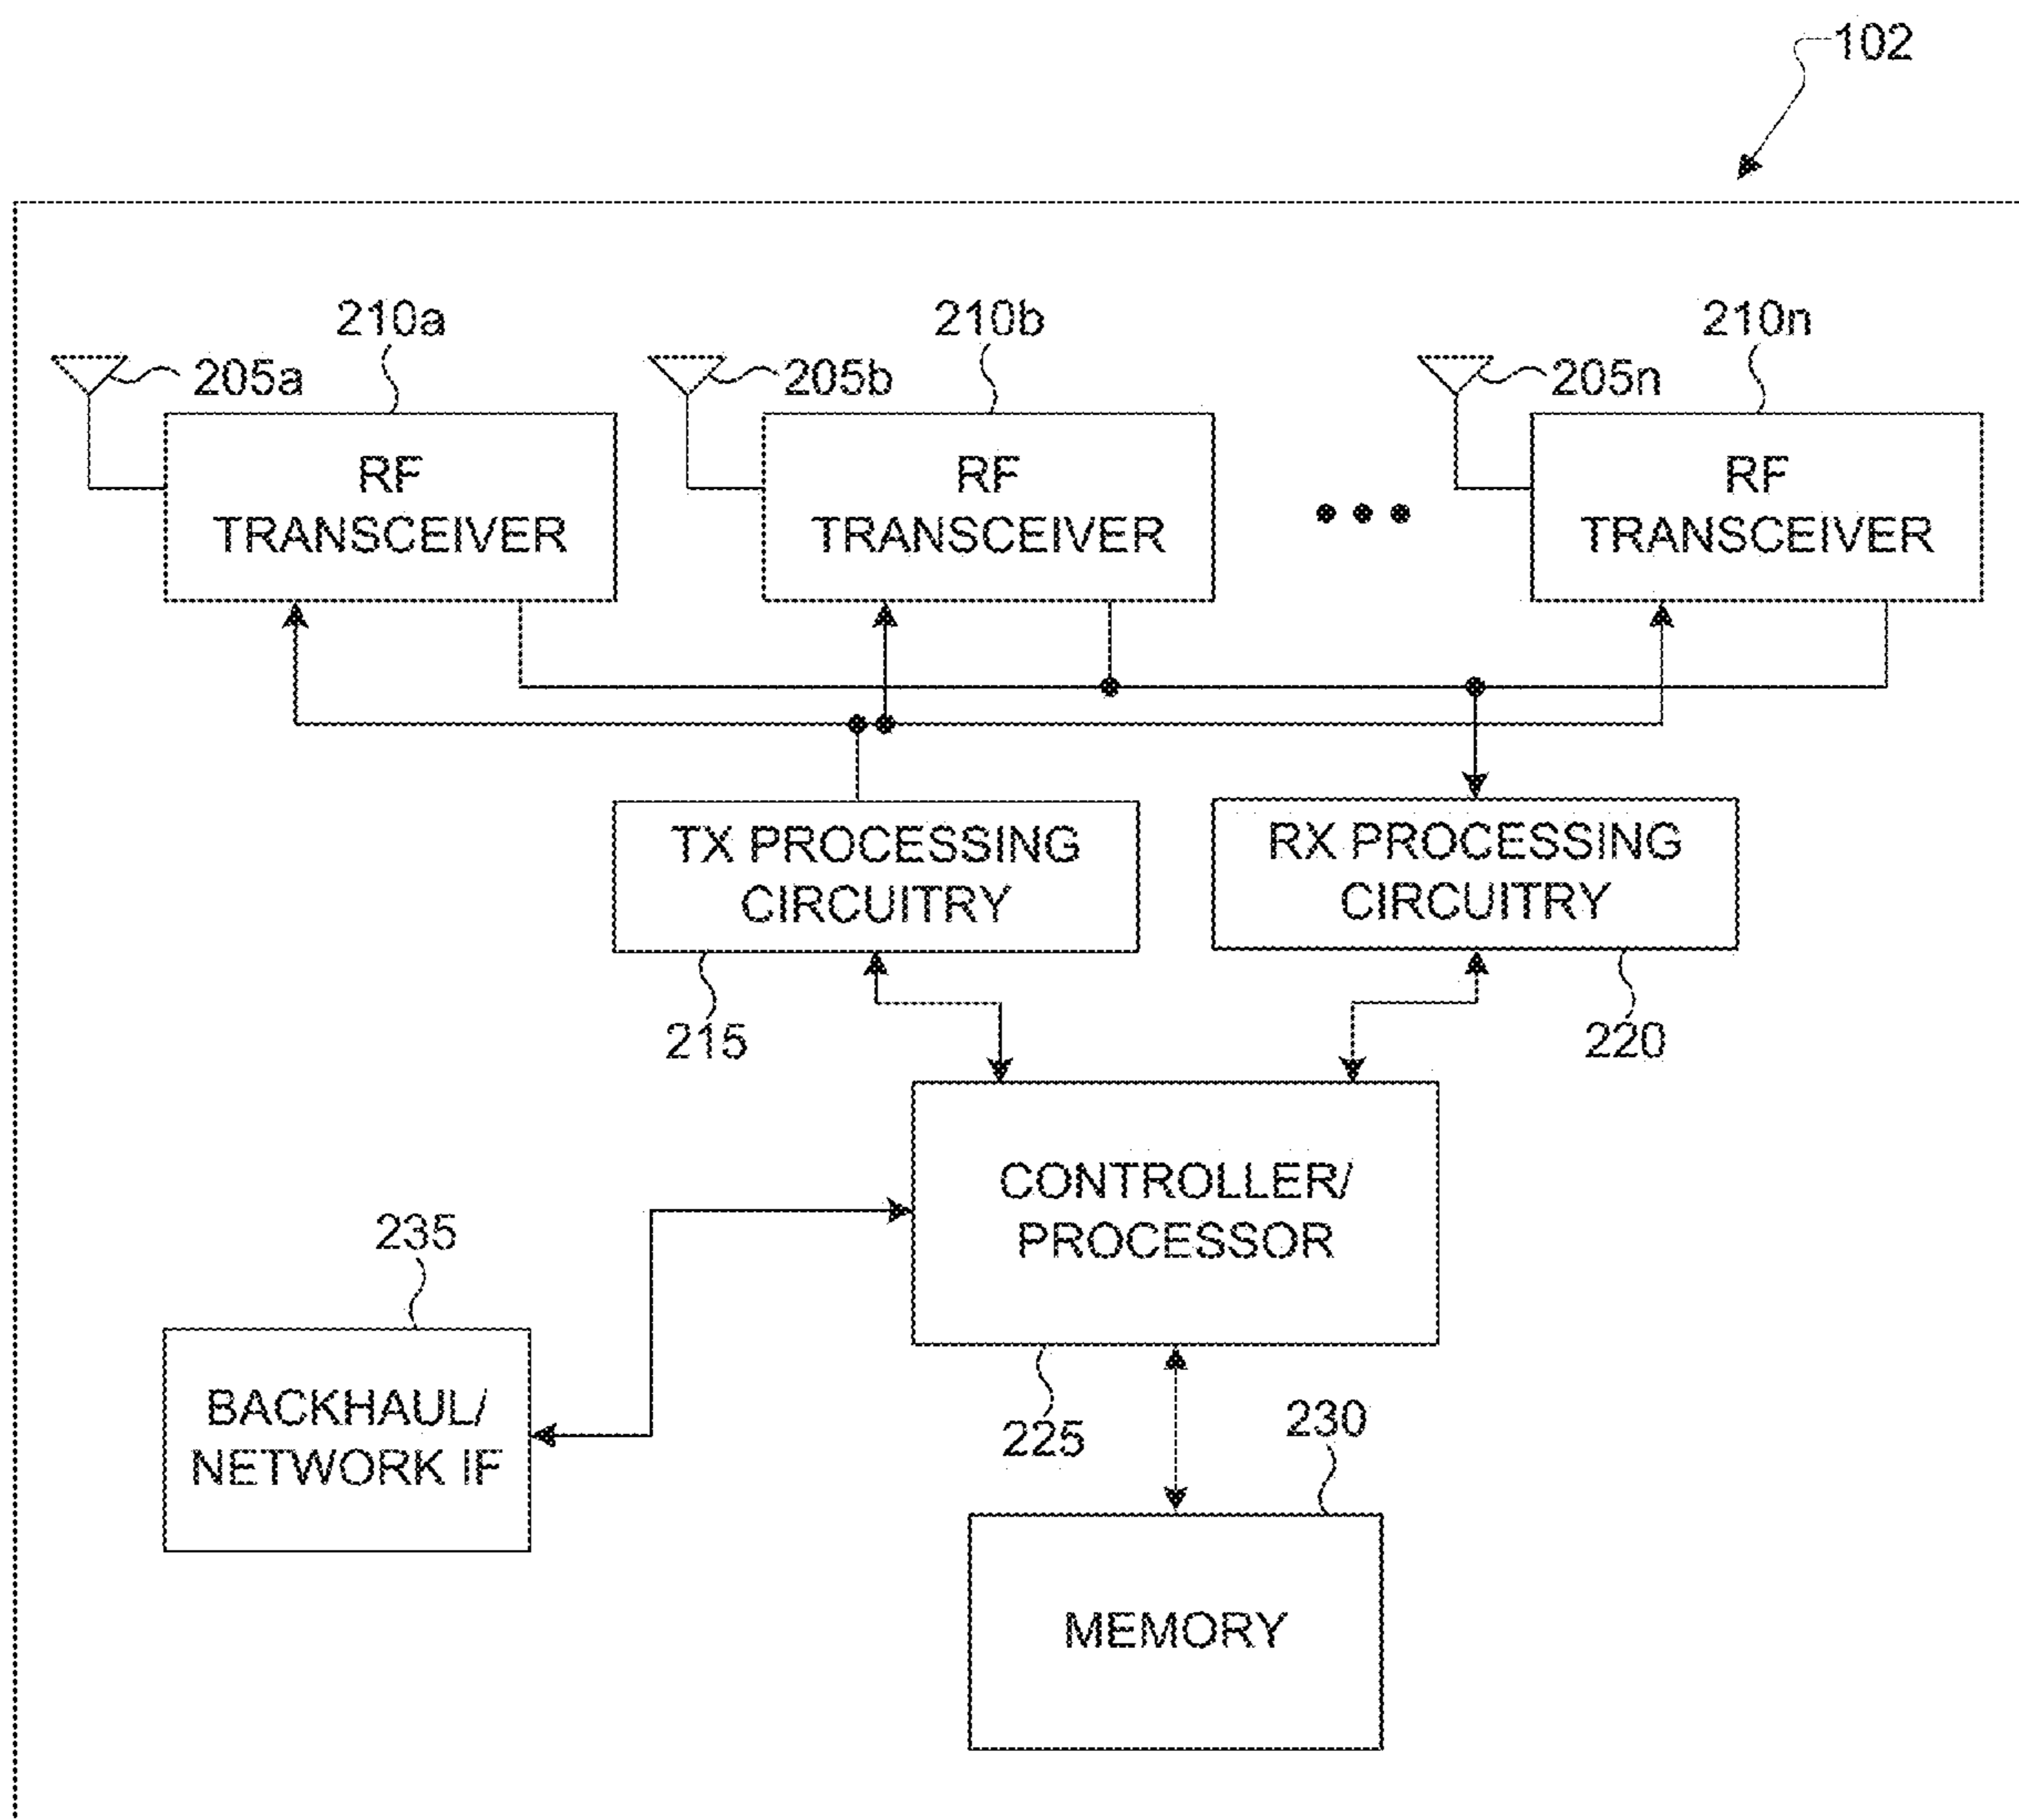 102
210a
210b
210n
205a
205b
205n
RF
TRANSCEIVER
RF
TRANSCEIVER
RF
TRANSCEIVER
TX PROCESSING
CIRCUITRY
RX PROCESSING
CIRCUITRY
215
220
CONTROLLER/
PROCESSOR
235
BACKHAUL/
NETWORK IF
225
230
MEMORY